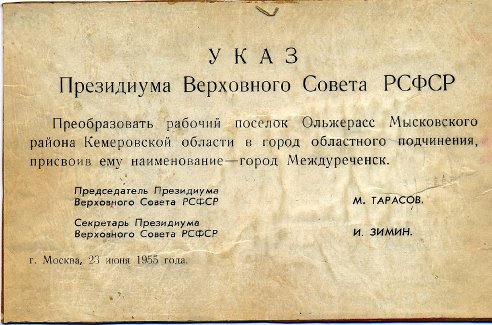 УКАЗ
Президиума Верховного Совета РСФСР
Преобразовать рабочий поселок Ольжерасс Мысковского
района Кемеровской области в город областного подчинения,
присвоив ему наименование—город Междуреченск.
Председатель Президиума
Верховного Совета РСФСР М. ТАРАСОВ.
Секретарь Президиума
Верховного Совета РСФСР И. ЗИМИН.
г. Москва, 23 июня 1955 года.